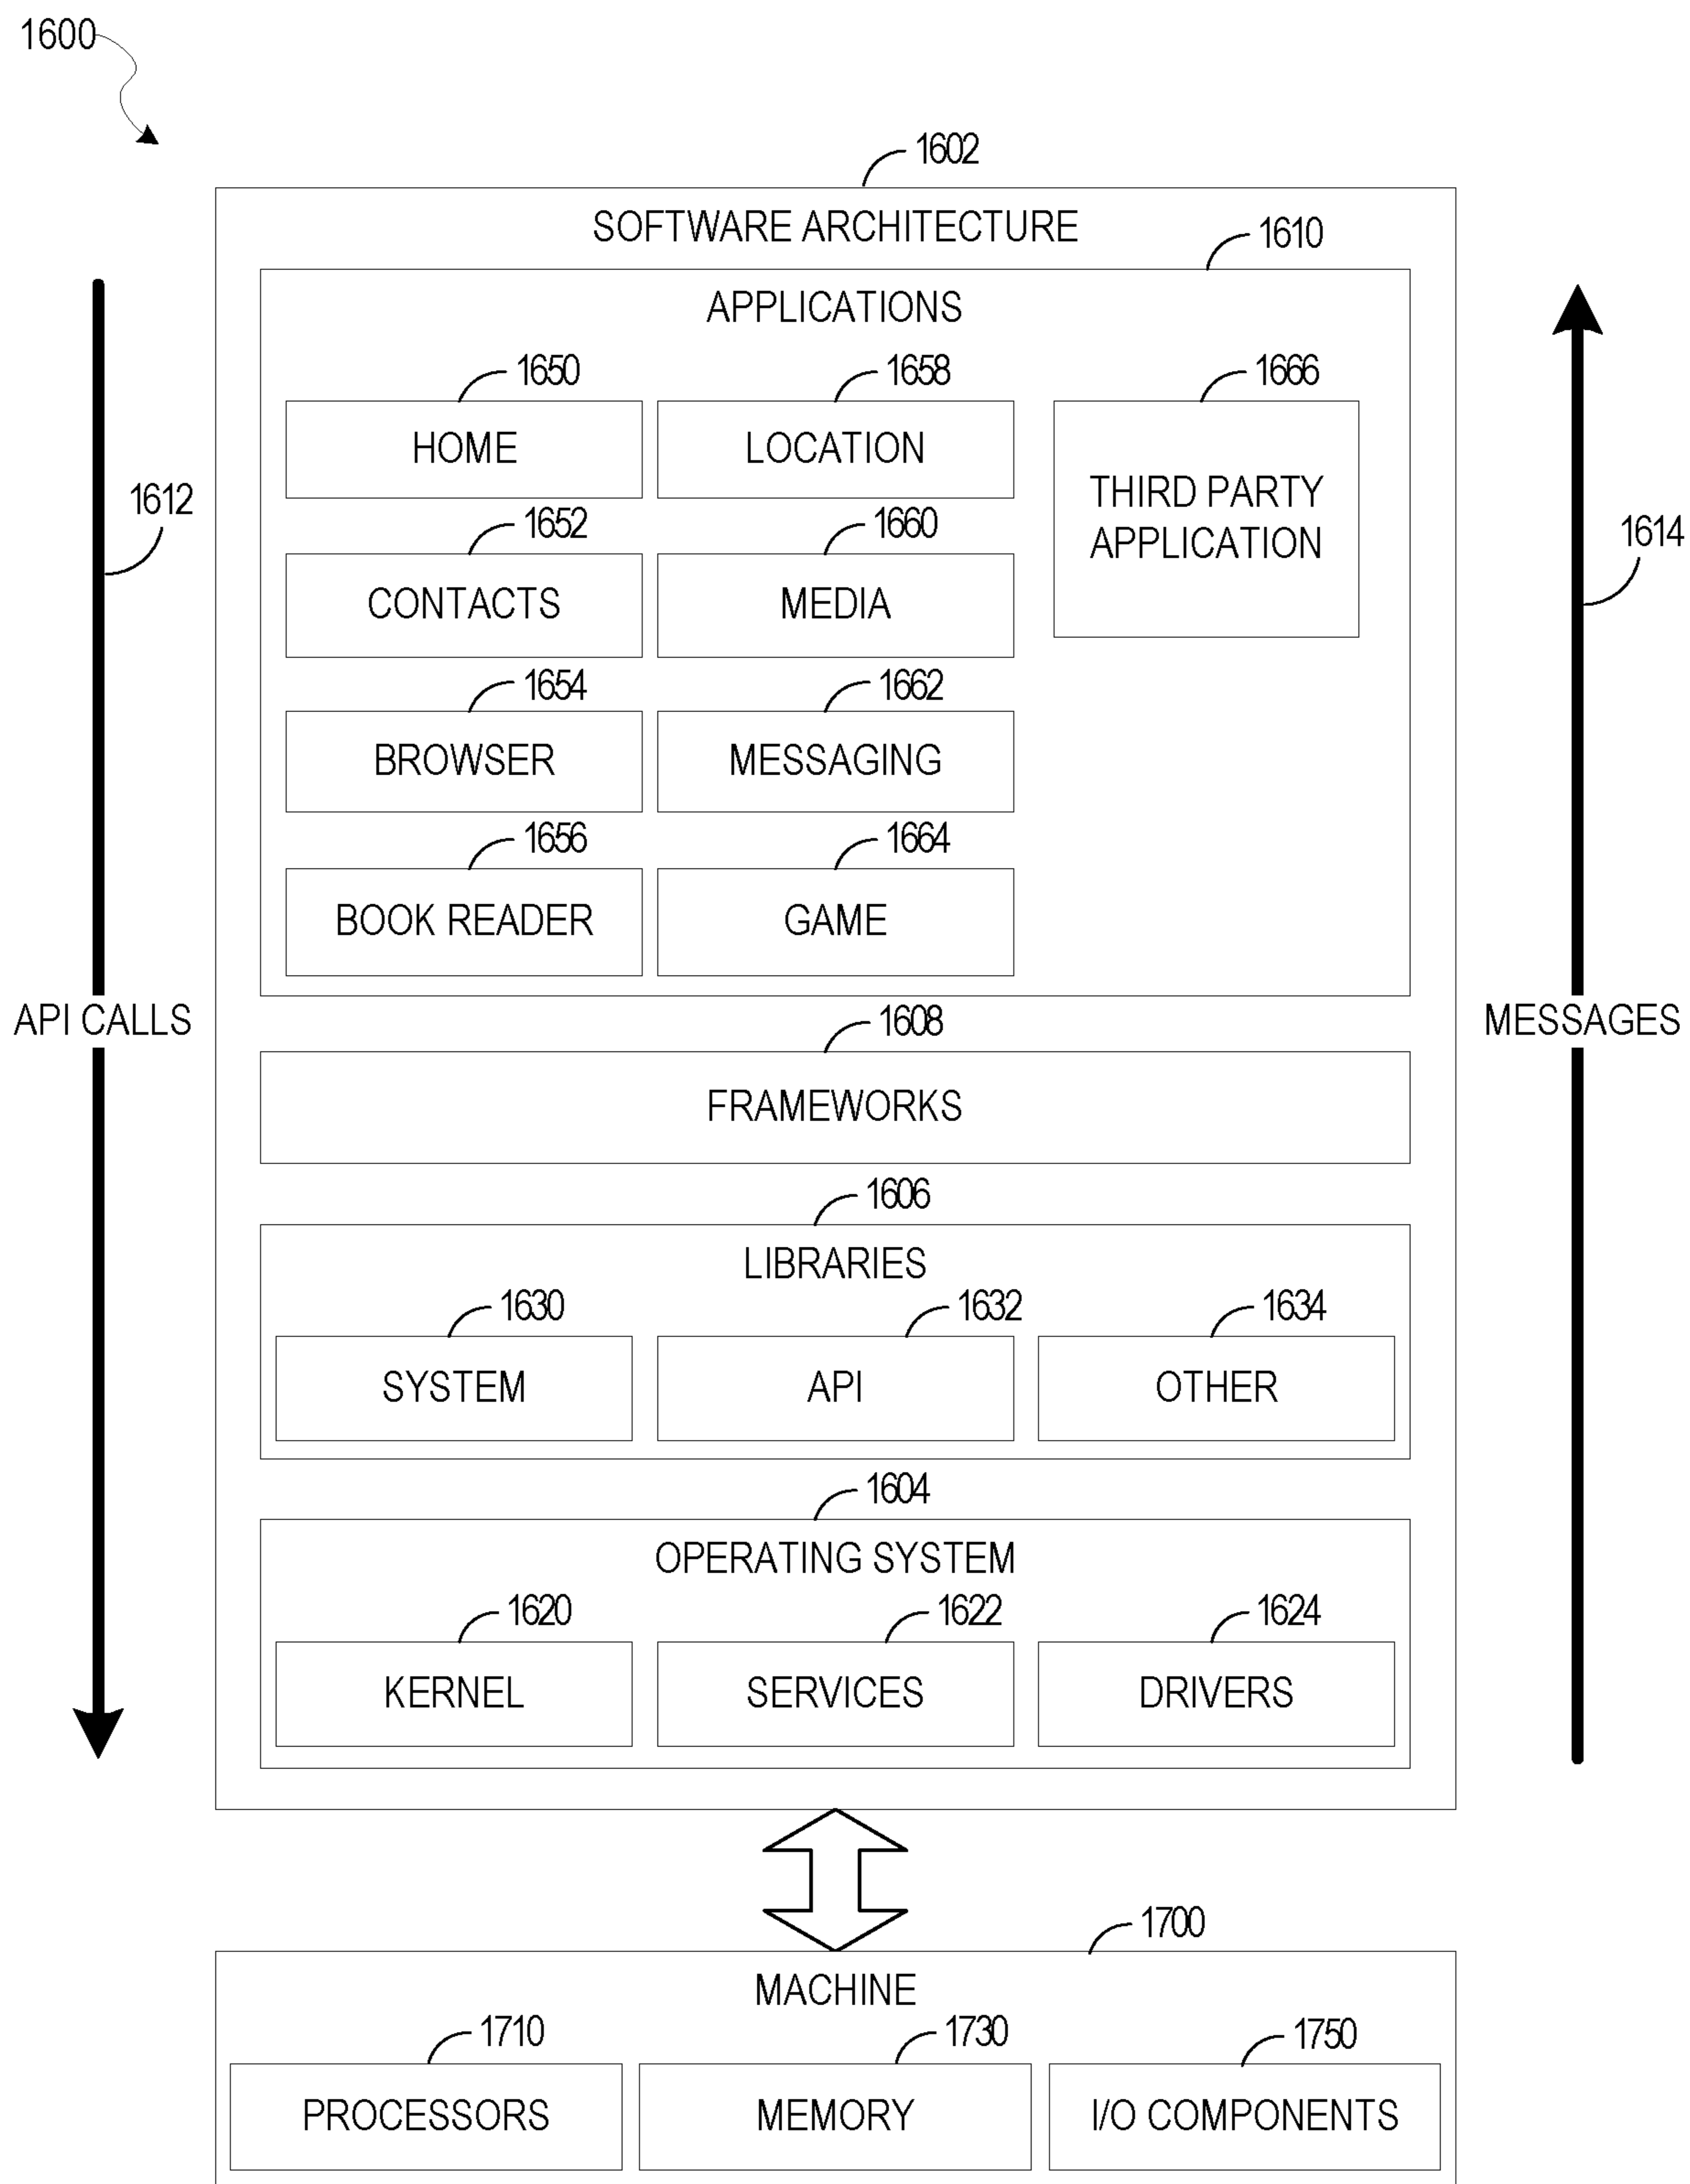 1600
1602
SOFTWARE ARCHITECTURE
1610
APPLICATIONS
1650
1658
1666
HOME
LOCATION
THIRD PARTY
APPLICATION
1612
1652
1660
1614
CONTACTS
MEDIA
1654
1662
BROWSER
MESSAGING
1656
1664
BOOK READER
GAME
API CALLS
MESSAGES
1608
FRAMEWORKS
1606
LIBRARIES
1630
1632
1634
SYSTEM
API
OTHER
1604
OPERATING SYSTEM
1620
1622
1624
KERNEL
SERVICES
DRIVERS
1700
MACHINE
1710
1730
1750
PROCESSORS
MEMORY
I/O COMPONENTS